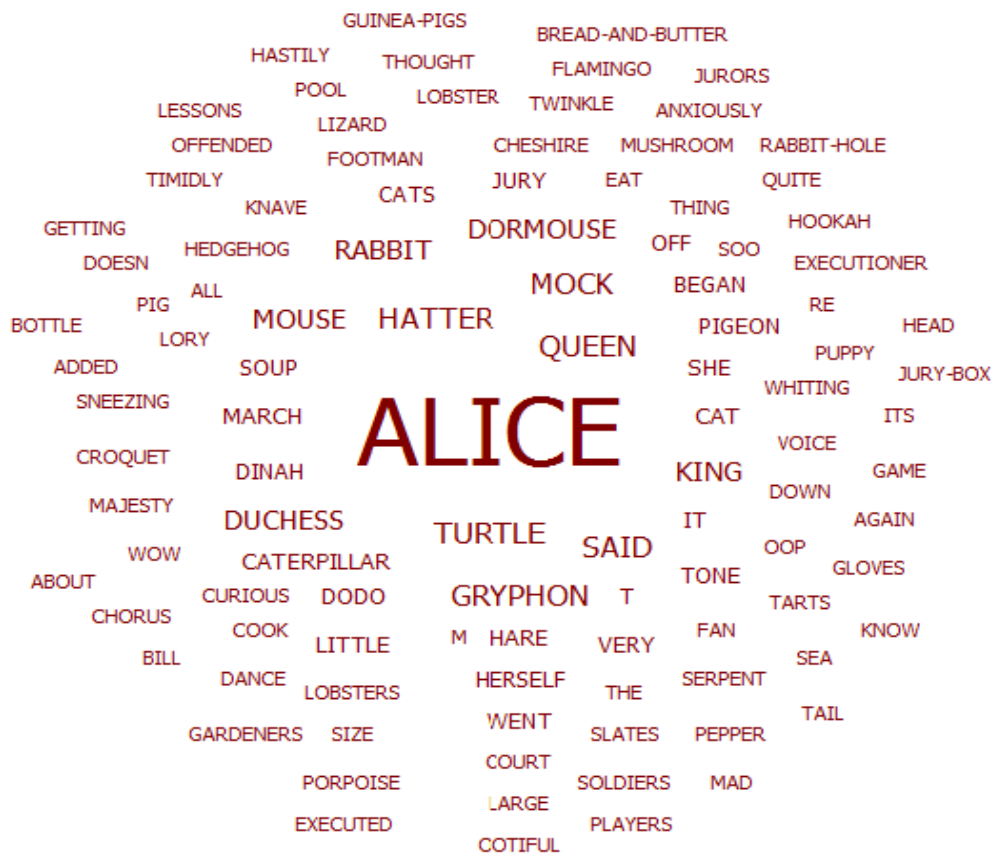 GUINEA-PIGS
BREAD-AND-BUTTER
HASTILY THOUGHT FLAMINGO JURORS
POOL LOBSTER TWINKLE ANXIOUSLY
LESSONS LIZARD
OFFENDED FOOTMAN CHESHIRE MUSHROOM RABBIT-HOLE
TIMIDLY CATS JURY EAT QUITE
KNAVE THING HOOKAH
GETTING HEDGEHOG RABBIT DORMOUSE OFF SOO
DOESN EXECUTIONER
PIG ALL MOCK BEGAN RE
BOTTLE LORY MOUSE HATTER PIGEON HEAD
QUEEN PUPPY
ADDED SOUP SHE WHITING JURY-BOX
SNEEZING MARCH ALICE CAT ITS
VOICE
CROQUET DINAH KING GAME
DOWN
MAJESTY DUCHESS IT AGAIN
WOW CATERPILLAR TURTLE SAID OOP
ABOUT TONE GLOVES
CURIOUS DODO GRYPHON T TARTS
CHORUS COOK LITTLE M HARE VERY FAN KNOW
BILL SEA
DANCE LOBSTERS HERSELF THE SERPENT
TAIL
GARDENERS SIZE WENT SLATES PEPPER
COURT
PORPOISE SOLDIERS MAD
LARGE
EXECUTED PLAYERS
COTIFUL